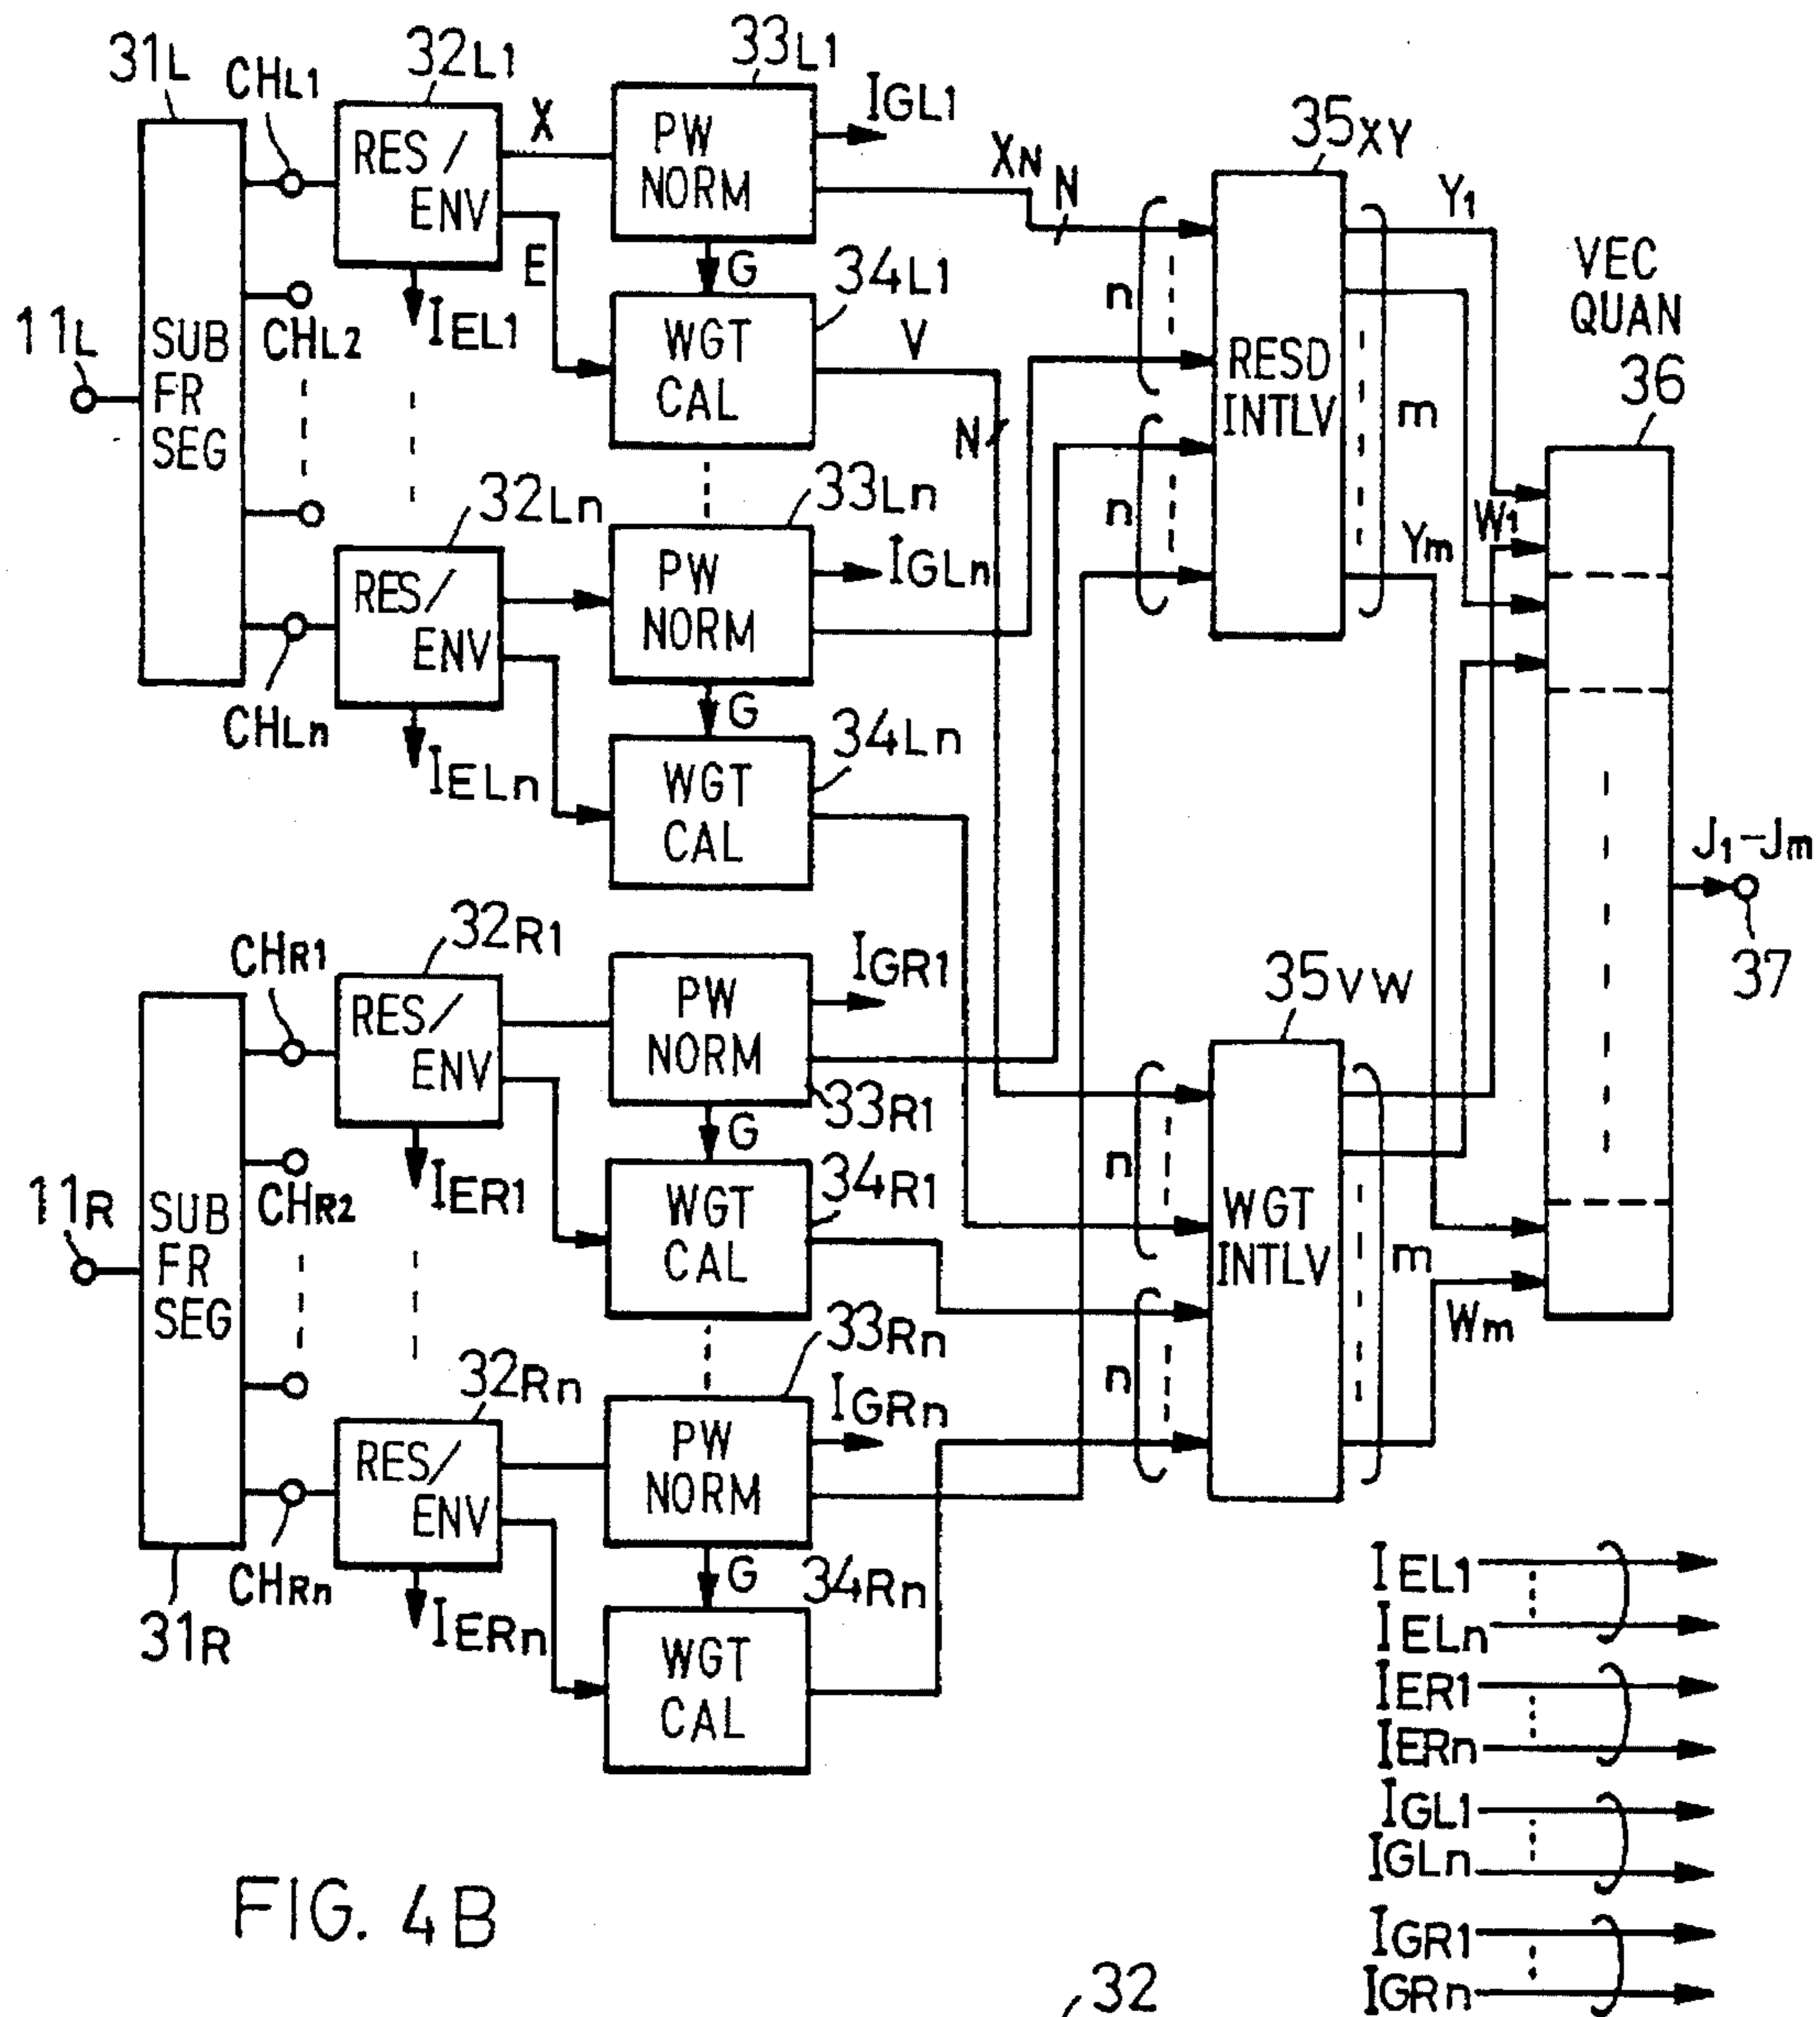 31L
CHL1
32L1
33L1
RES/
ENV
X
E
PW
NORM
IGL1
XN
N
35XY
Y1
VEC
QUAN
36
11L
SUB
FR
SEG
CHL2
IEL1
G
34L1
WGT
CAL
V
N
n
n
RESD
INTLV
m
W1
Ym
32Ln
33Ln
RES/
ENV
PW
NORM
IGLn
CHLn
IELn
G
34Ln
WGT
CAL
J1-Jm
37
CHR1
32R1
RES/
ENV
PW
NORM
IGR1
33R1
35VW
11R
SUB
FR
SEG
CHR2
IER1
G
34R1
WGT
CAL
n
n
WGT
INTLV
m
Wm
32Rn
33Rn
RES/
ENV
PW
NORM
IGRn
CHRn
31R
IERn
G
34Rn
WGT
CAL
IEL1
IELn
IER1
IERn
IGL1
IGLn
IGR1
IGRn
FIG. 4B
32